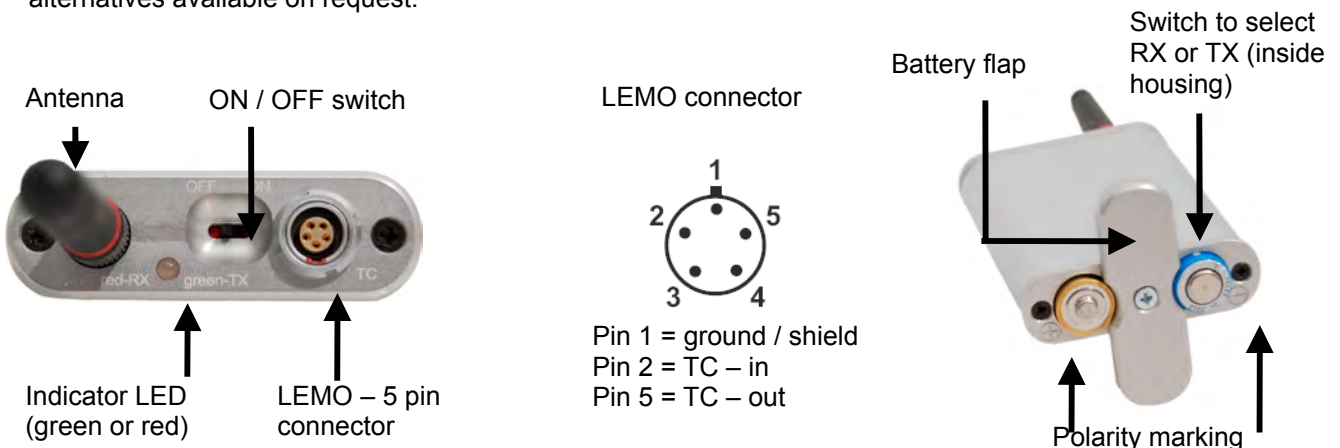 alternatives available on request.
Switch to select
RX or TX (inside
housing)
Battery flap
Antenna
ON / OFF switch
LEMO connector
OFF ON
red-RX green-TX
TC
1
2
5
3
4
Pin 1 = ground / shield
Pin 2 = TC – in
Pin 5 = TC – out
Indicator LED
(green or red)
LEMO – 5 pin
connector
Polarity marking